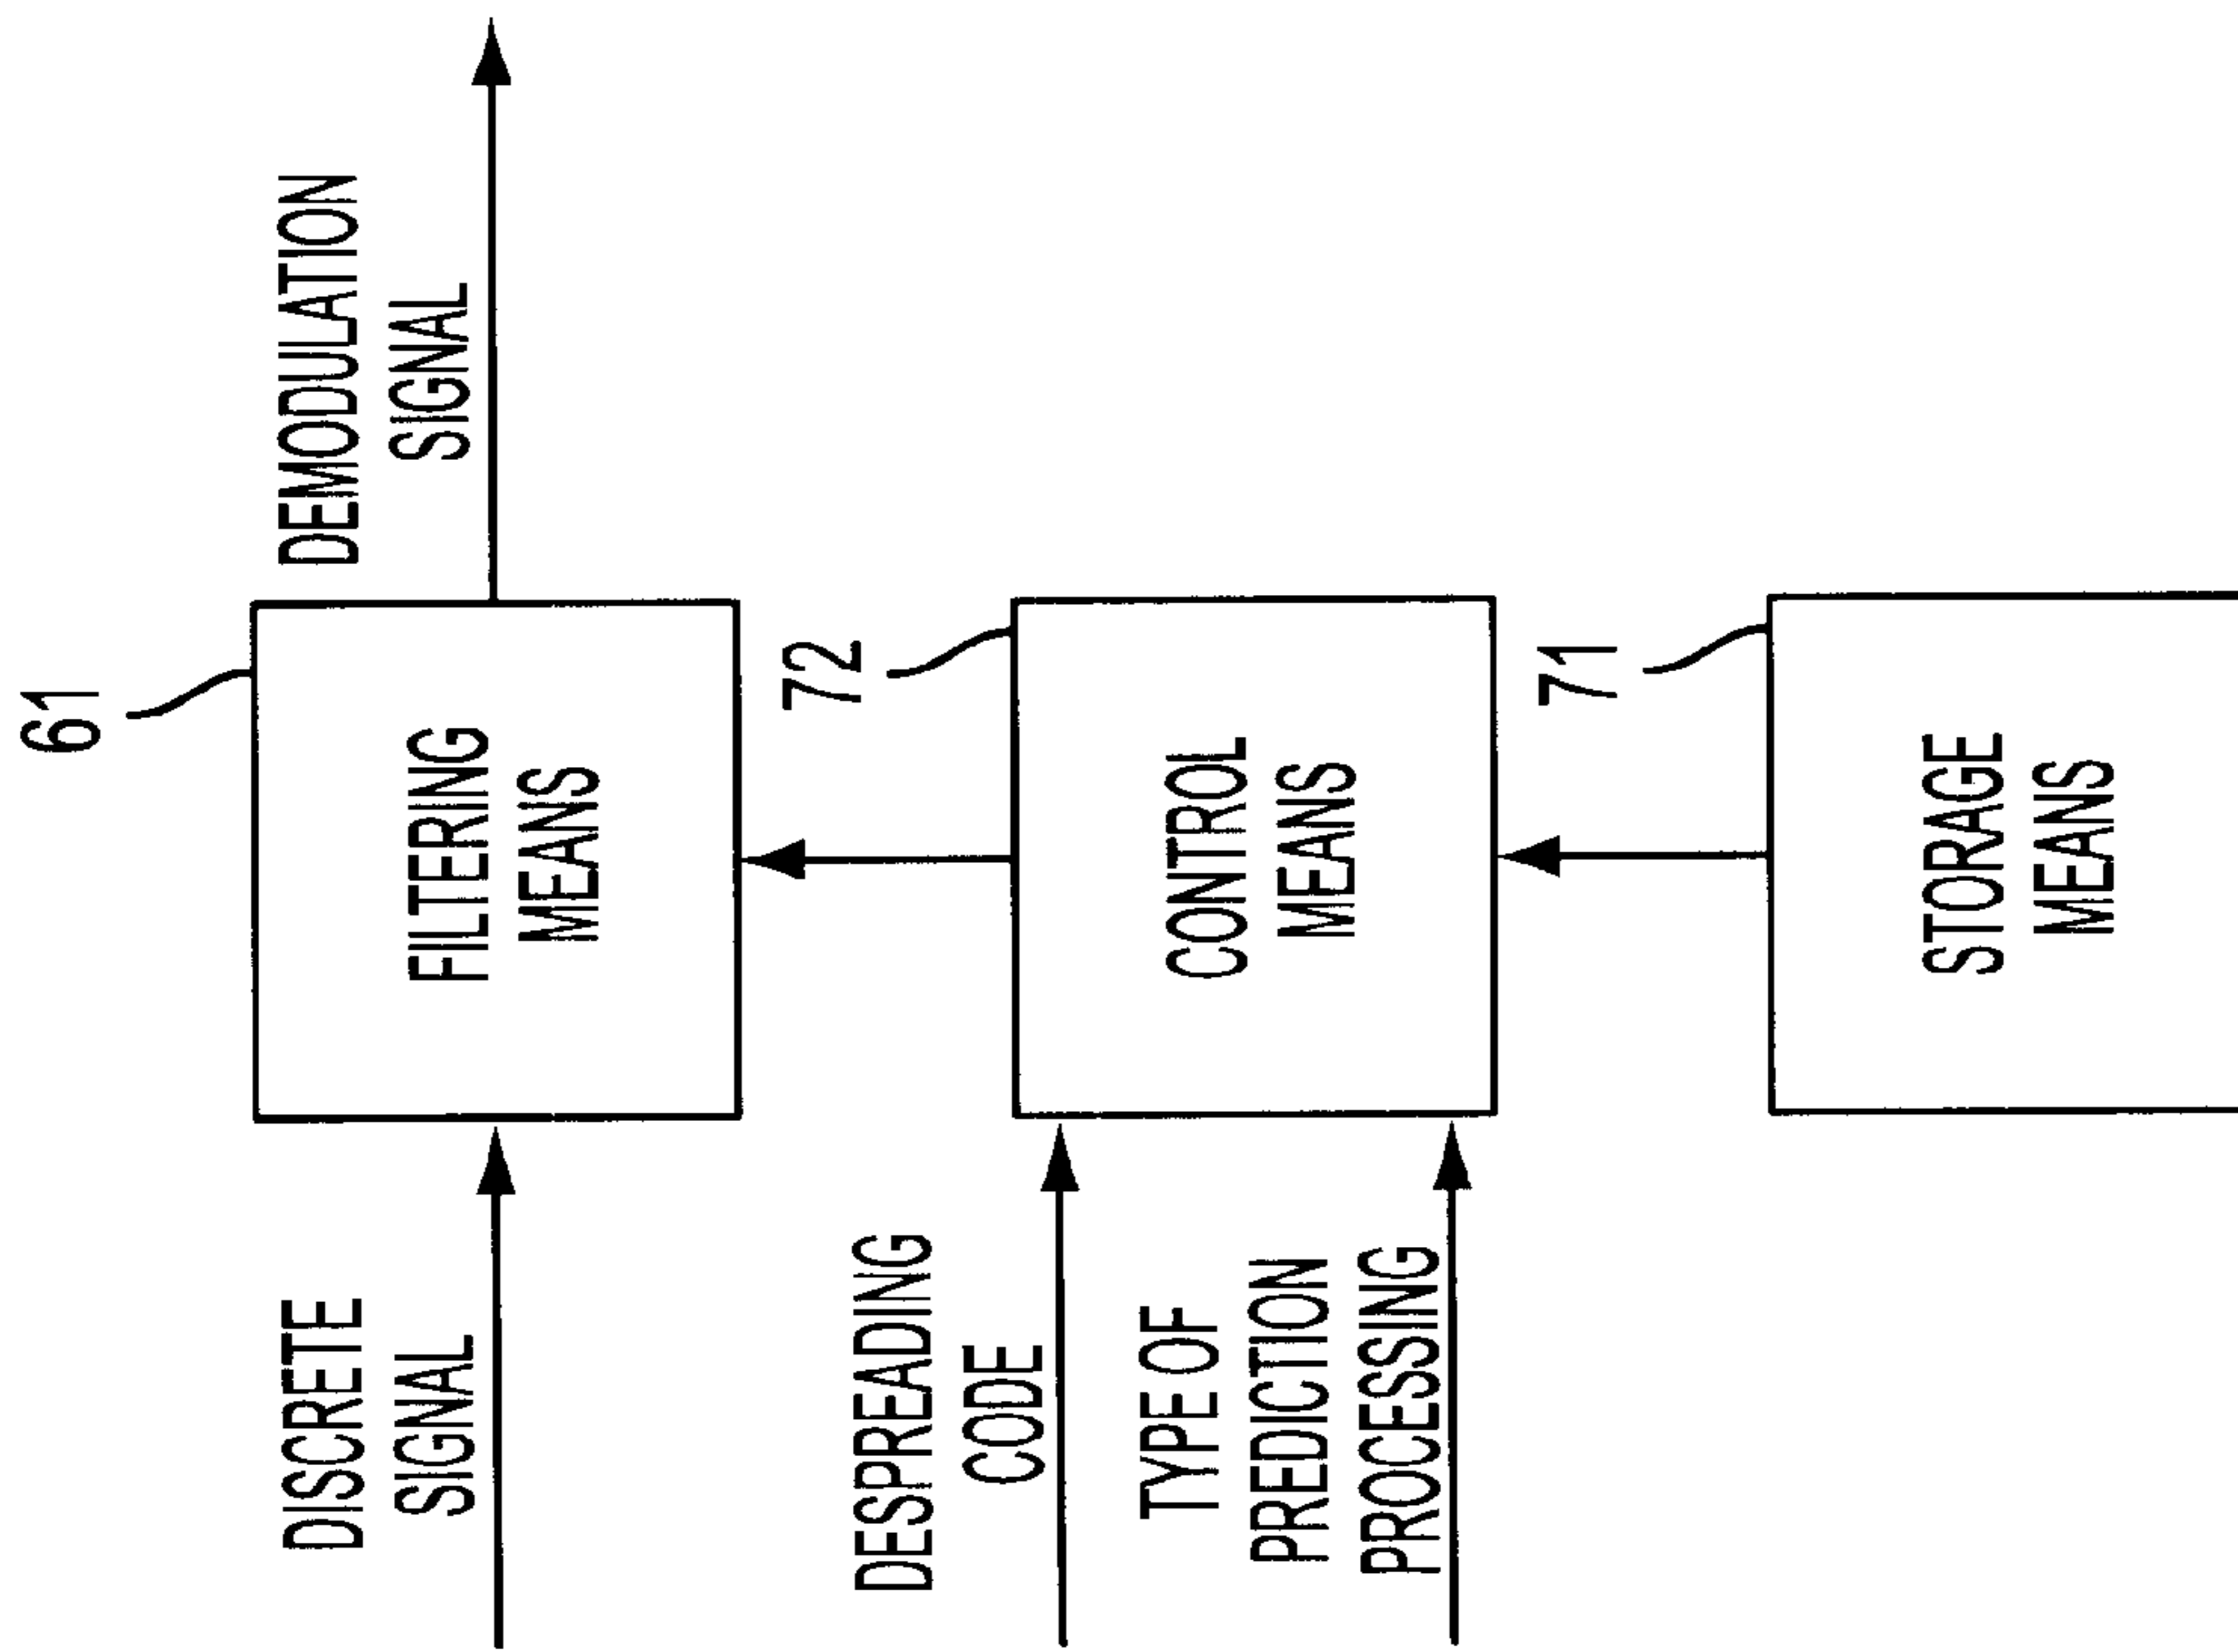 61
DISCRETE
SIGNAL
FILTERING
MEANS
DEMODULATION
SIGNAL
72
DESPREADING
CODE
TYPE OF
PREDICTION
PROCESSING
CONTROL
MEANS
71
STORAGE
MEANS